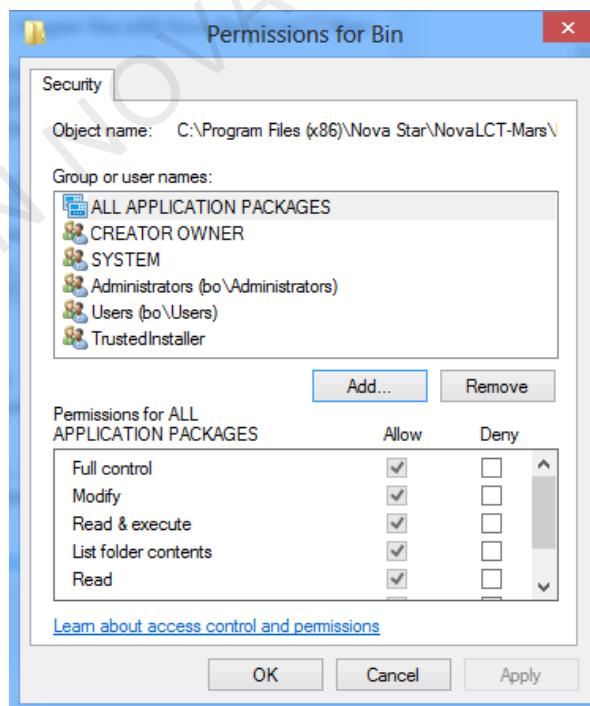 Permissions for Bin
Security
Object name: C:\Program Files (x86)\Nova Star\NovaLCT-Mars\
Group or user names:
ALL APPLICATION PACKAGES
CREATOR OWNER
SYSTEM
Administrators (bo\Administrators)
Users (bo\Users)
TrustedInstaller
Add... Remove
Permissions for ALL
APPLICATION PACKAGES Allow Deny
Full control
Modify
Read & execute
List folder contents
Read
Learn about access control and permissions
OK Cancel Apply